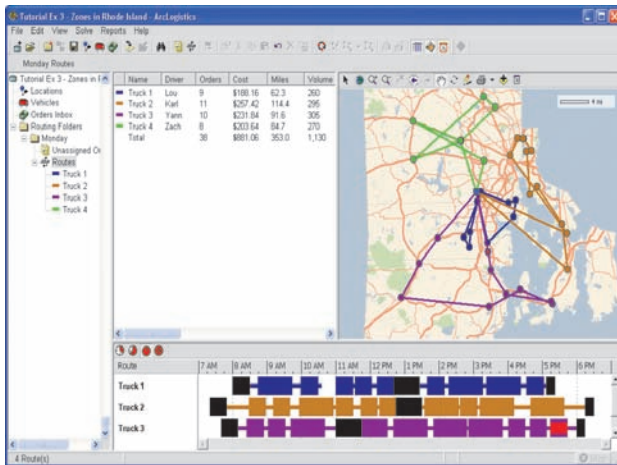 Tutorial Ex 3 - Zones in Rhode Island - ArcLogistics
File Edit View Solve Reports Help
Monday Routes
Tutorial Ex 3 - Zones in F
Locations
Vehicles
Orders Inbox
Routing Folders
Monday
Unassigned Or
Routes
Truck 1
Truck 2
Truck 3
Truck 4
Name Driver Orders Cost Miles Volume
Truck 1 Lou 9 $188.16 62.3 260
Truck 2 Karl 11 $257.42 114.4 295
Truck 3 Yann 10 $231.84 91.6 305
Truck 4 Zach 8 $203.64 84.7 270
Total 38 $881.06 353.0 1,130
4 mi
Route 7 AM 8 AM 9 AM 10 AM 11 AM 12 PM 1 PM 2 PM 3 PM 4 PM 5 PM 6 PM
Truck 1
Truck 2
Truck 3
4 Route(s)